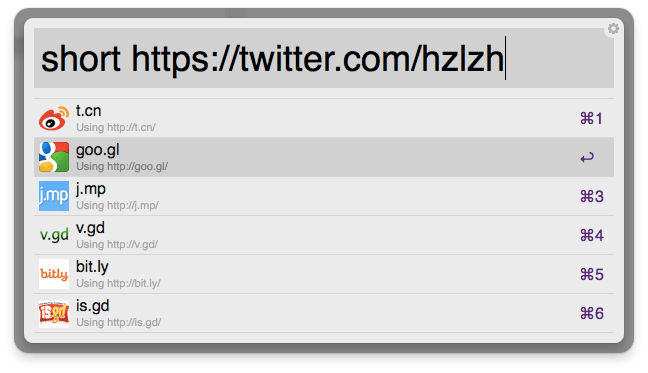 short https://twitter.com/hzlzh
t.cn
⌘1
Using http://t.cn/
goo.gl
↩
Using http://goo.gl/
j.mp
j.mp
⌘3
Using http://j.mp/
v.gd
v.gd
⌘4
Using http://v.gd/
bitly
bit.ly
⌘5
Using http://bit.ly/
is.gd
is.gd
⌘6
Using http://is.gd/